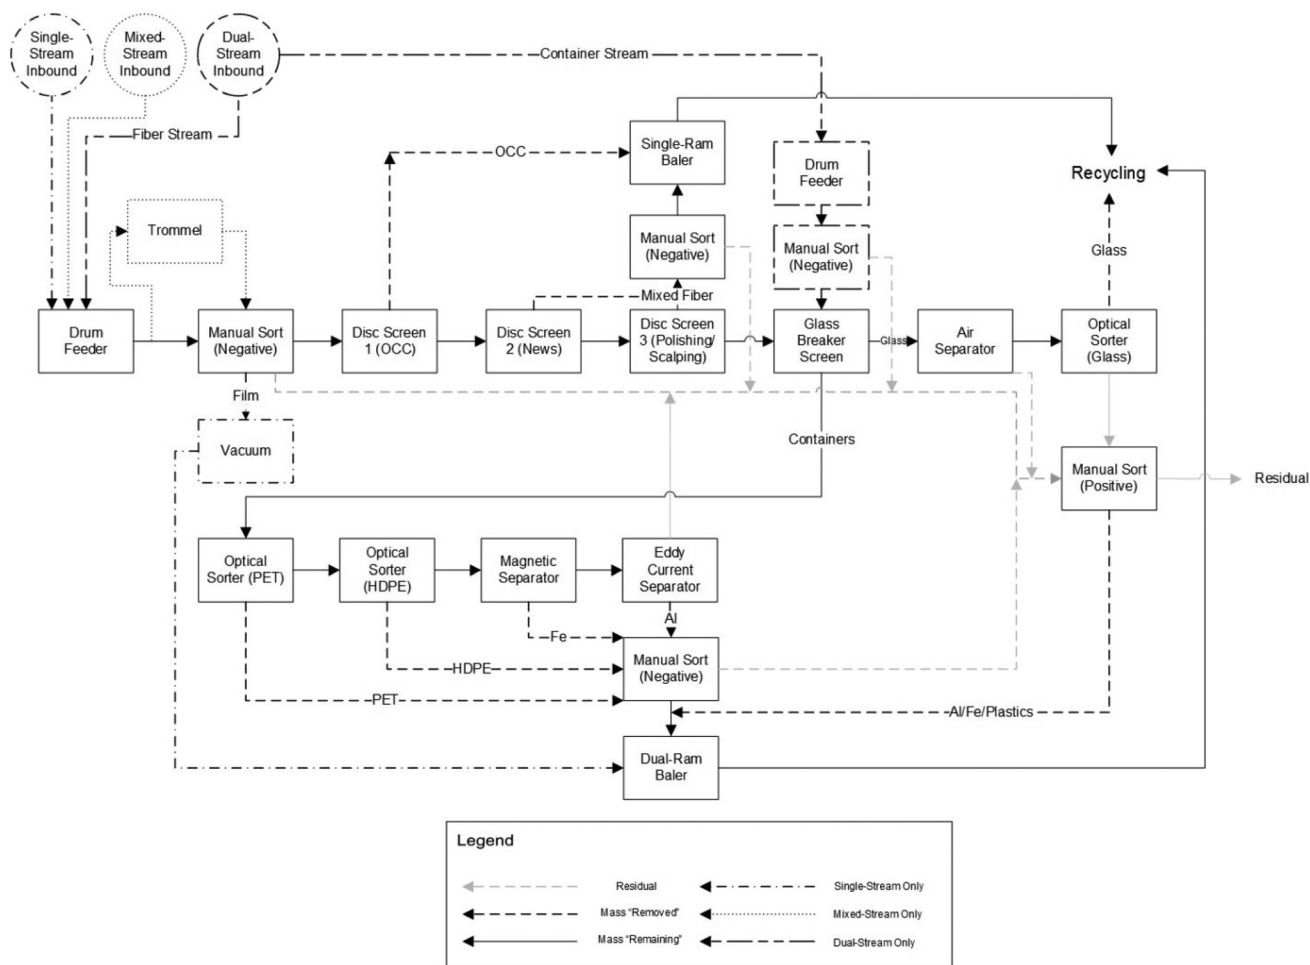 Single-
Stream
Inbound
Mixed-
Stream
Inbound
Dual-
Stream
Inbound
Container Stream
Fiber Stream
OCC
Single-Ram
Baler
Drum
Feeder
Recycling
Trommel
Manual Sort
(Negative)
Manual Sort
(Negative)
Glass
Mixed Fiber
Drum
Feeder
Manual Sort
(Negative)
Disc Screen
1 (OCC)
Disc Screen
2 (News)
Disc Screen
3 (Polishing/
Scalping)
Glass
Breaker
Screen
Glass
Air
Separator
Optical
Sorter
(Glass)
Film
Vacuum
Containers
Manual Sort
(Positive)
Residual
Optical
Sorter (PET)
Optical
Sorter
(HDPE)
Magnetic
Separator
Eddy
Current
Separator
Al
Fe
HDPE
PET
Manual Sort
(Negative)
Al/Fe/Plastics
Dual-Ram
Baler
Legend
Residual
Single-Stream Only
Mass “Removed”
Mixed-Stream Only
Mass “Remaining”
Dual-Stream Only